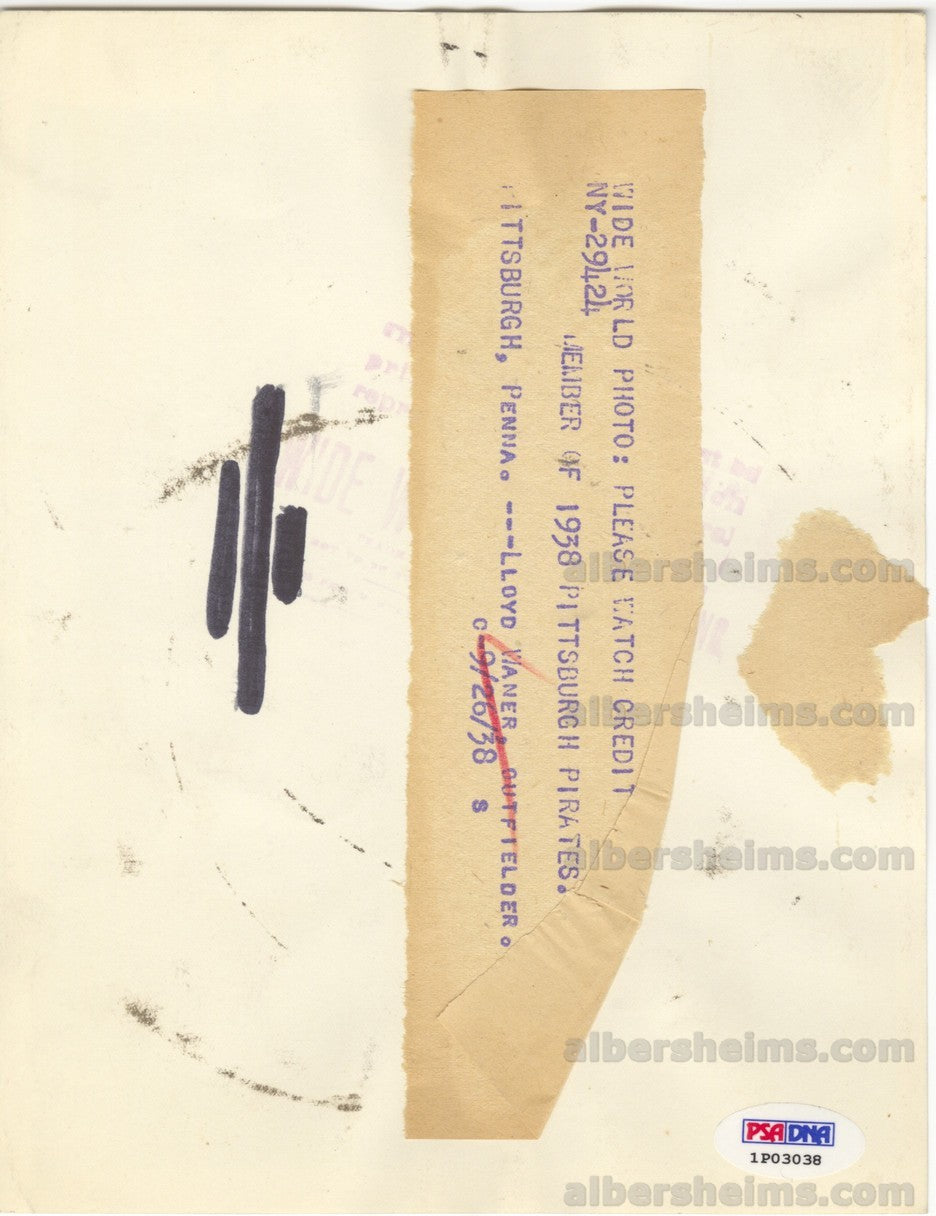 WIDE WORLD PHOTO: PLEASE WATCH CREDIT
NY-29424
MEMBER OF 1938 PITTSBURGH PIRATES.
PITTSBURGH, PENNA. ---LLOYD WANER, OUTFIELDER.
C-9/26/38 S
WIDE W
albersheims.com
albersheims.com
albersheims.com
albersheims.com
PSA DNA
1P03038
albersheims.com